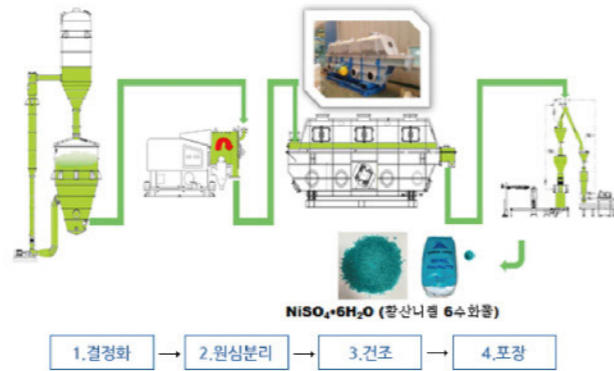 NiSO₄•6H₂O (황산니켈 6수화물)
1.결정화 → 2.원심분리 → 3.건조 → 4.포장